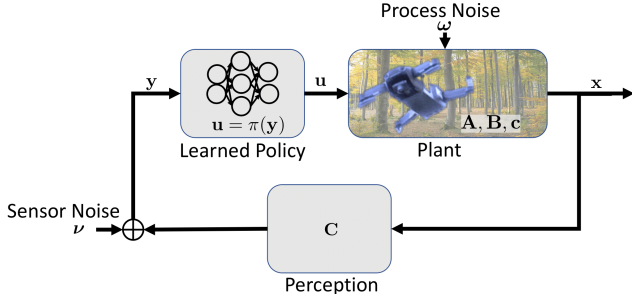 Process Noise
ω
y
u
x
u = π(y)
A, B, c
Learned Policy
Plant
Sensor Noise
ν
C
Perception